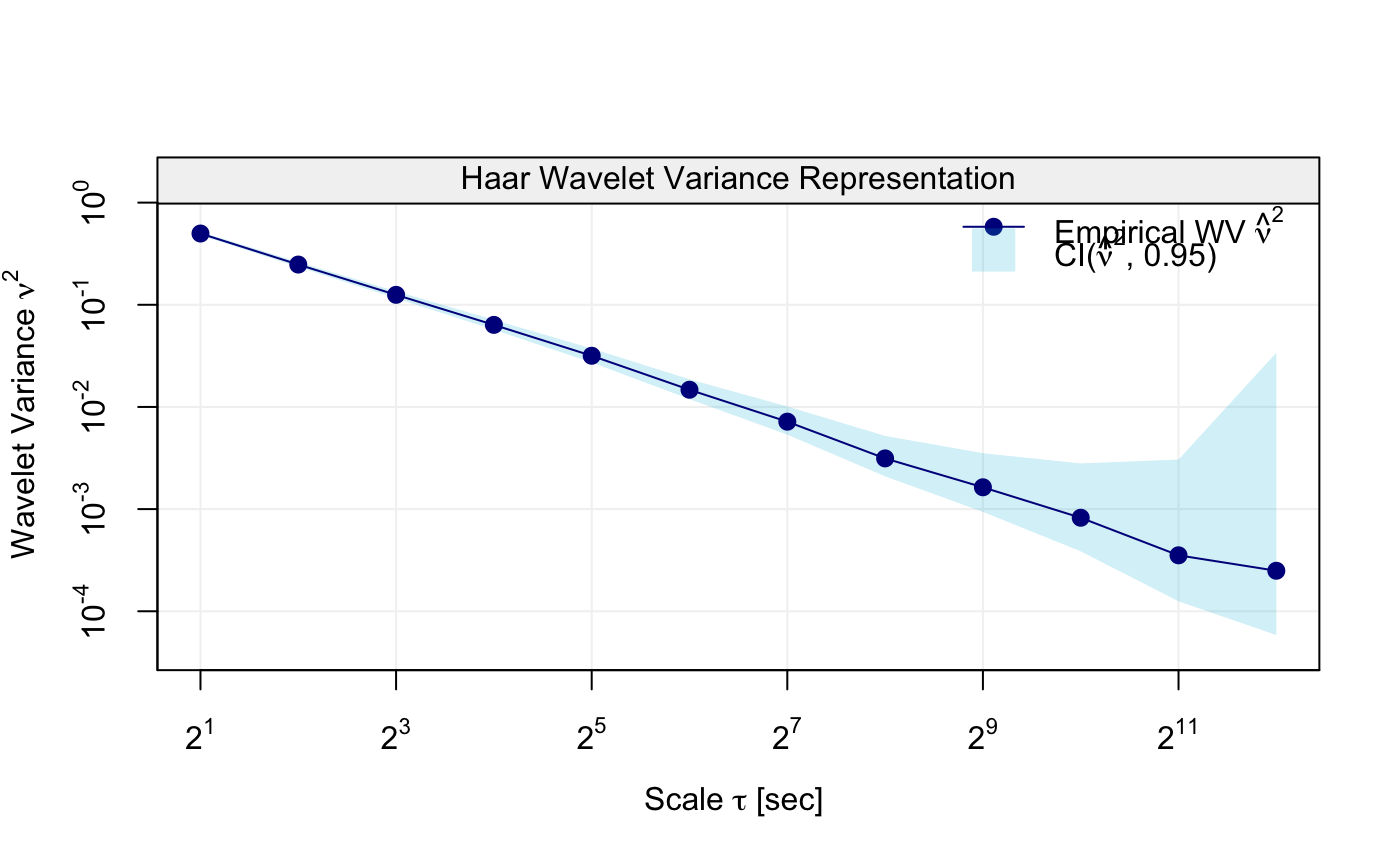 Haar Wavelet Variance Representation
Empirical WV ν̂²
CI(ν̂², 0.95)
Wavelet Variance ν²
10⁰
10⁻¹
10⁻²
10⁻³
10⁻⁴
2¹
2³
2⁵
2⁷
2⁹
2¹¹
Scale τ [sec]